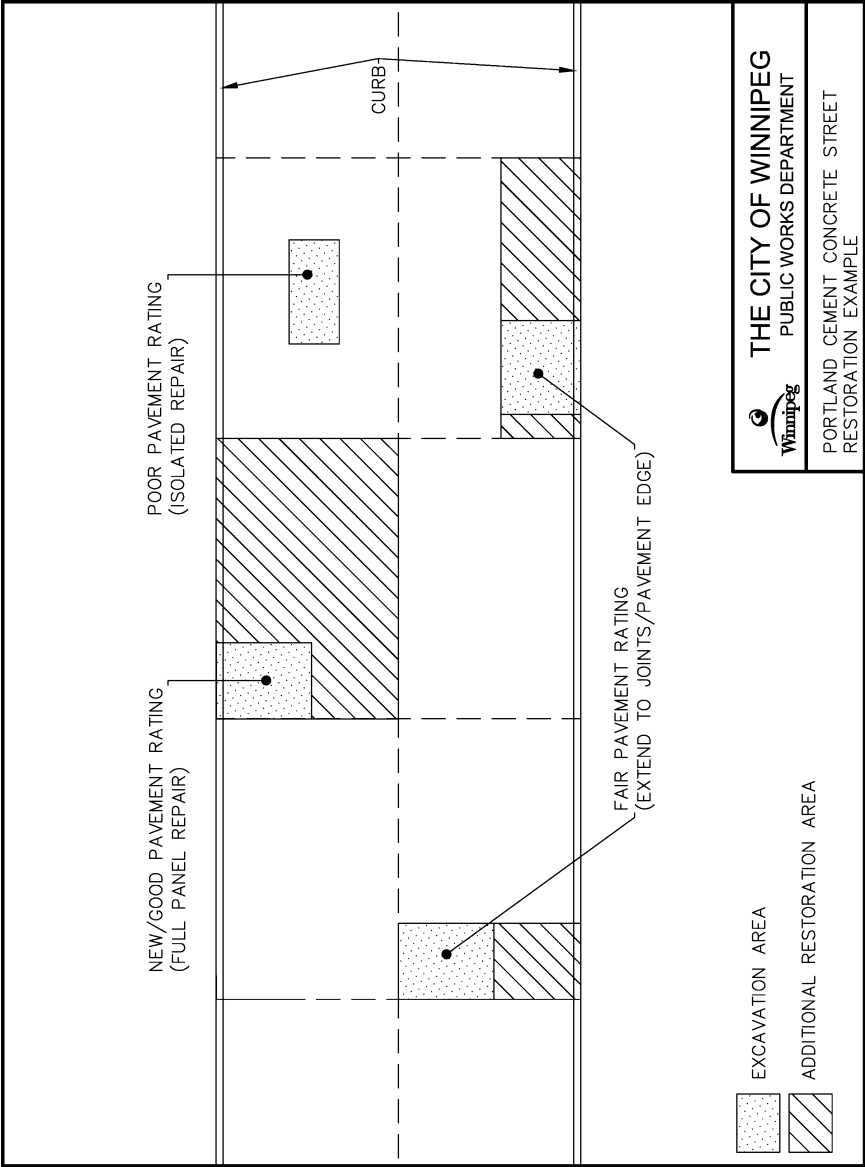 NEW/GOOD PAVEMENT RATING
(FULL PANEL REPAIR)
POOR PAVEMENT RATING
(ISOLATED REPAIR)
CURB
FAIR PAVEMENT RATING
(EXTEND TO JOINTS/PAVEMENT EDGE)
EXCAVATION AREA
ADDITIONAL RESTORATION AREA
Winnipeg
THE CITY OF WINNIPEG
PUBLIC WORKS DEPARTMENT
PORTLAND CEMENT CONCRETE STREET
RESTORATION EXAMPLE